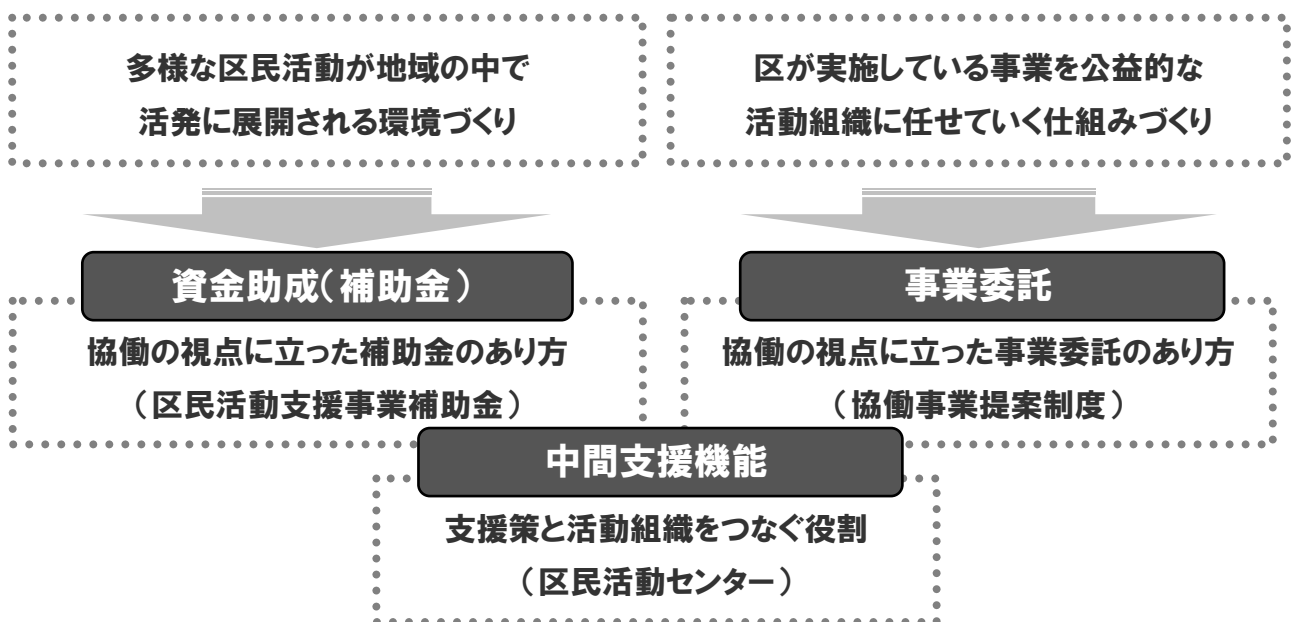 多様な区民活動が地域の中で
活発に展開される環境づくり
区が実施している事業を公益的な
活動組織に任せていく仕組みづくり
資金助成(補助金)
協働の視点に立った補助金のあり方
(区民活動支援事業補助金)
事業委託
協働の視点に立った事業委託のあり方
(協働事業提案制度)
中間支援機能
支援策と活動組織をつなぐ役割
(区民活動センター)